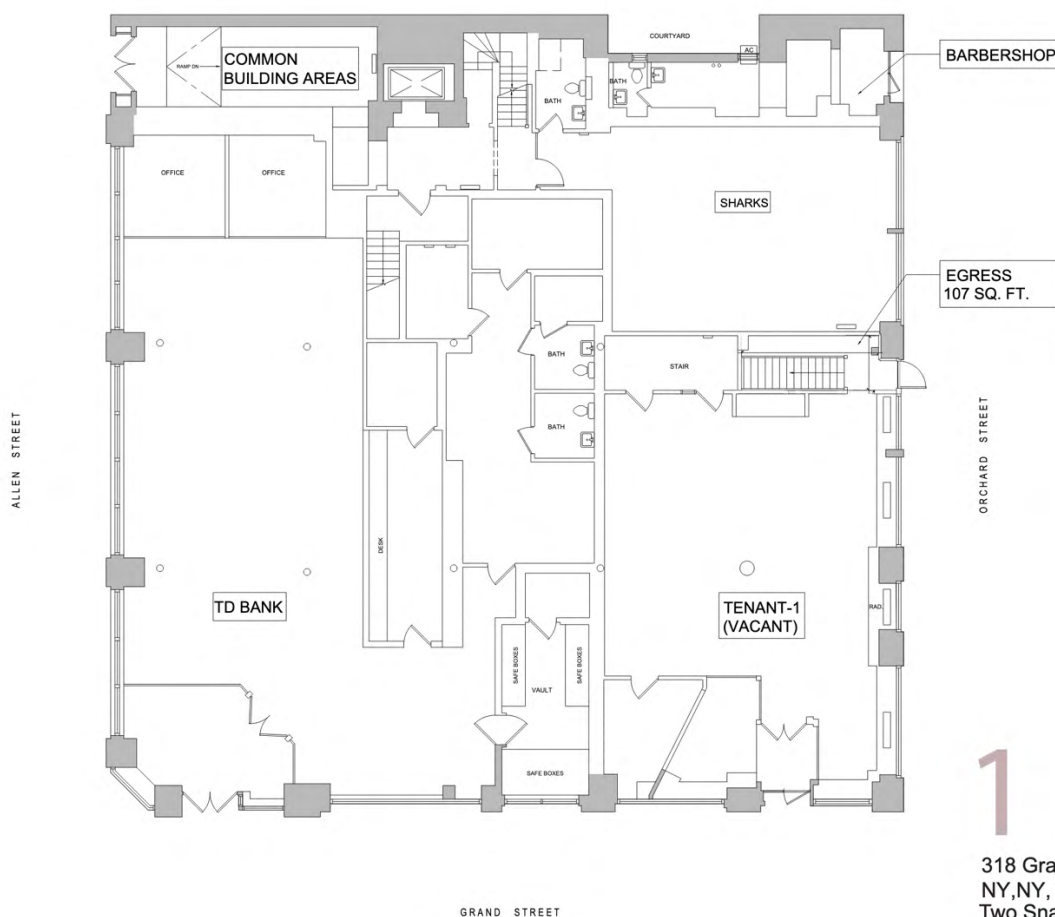 COURTYARD
AC
RAMP DN
COMMON
BUILDING AREAS
BARBERSHOP
BATH
BATH
OFFICE
OFFICE
SHARKS
EGRESS
107 SQ. FT.
BATH
STAIR
BATH
ALLEN STREET
ORCHARD STREET
DESK
TD BANK
TENANT-1
(VACANT)
RAD.
SAFE BOXES
SAFE BOXES
VAULT
SAFE BOXES
1
318 Gra
NY,NY,
Two Spa
GRAND STREET